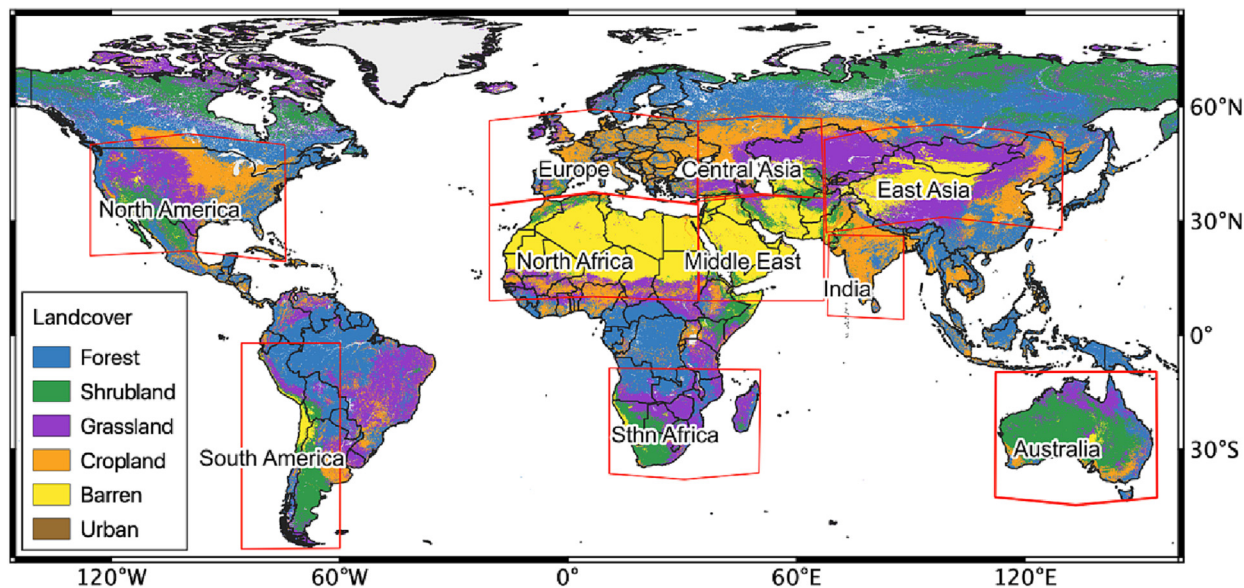 60°N
Europe
Central Asia
East Asia
North America
30°N
North Africa
Middle East
India
Landcover
Forest
Shrubland
Grassland
Cropland
Barren
Urban
0°
Sthn Africa
Australia
South America
30°S
120°W
60°W
0°
60°E
120°E